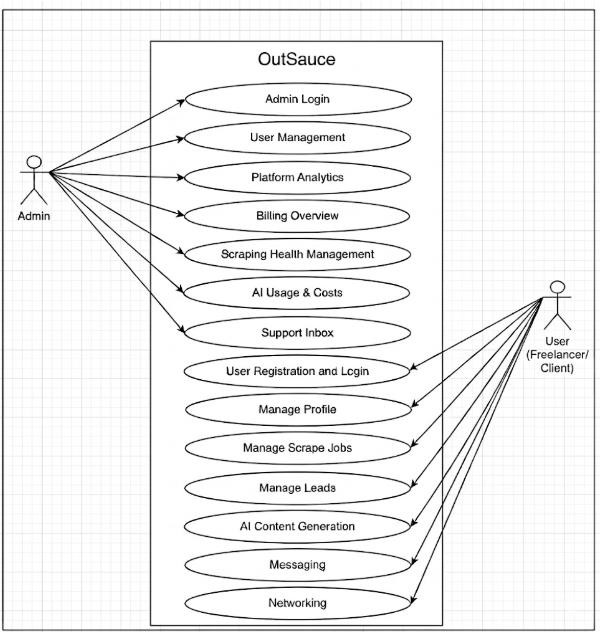 OutSauce
Admin Login
User Management
Platform Analytics
Admin
Billing Overview
Scraping Health Management
AI Usage & Costs
Support Inbox
User
(Freelancer/
Client)
User Registration and Login
Manage Profile
Manage Scrape Jobs
Manage Leads
AI Content Generation
Messaging
Networking